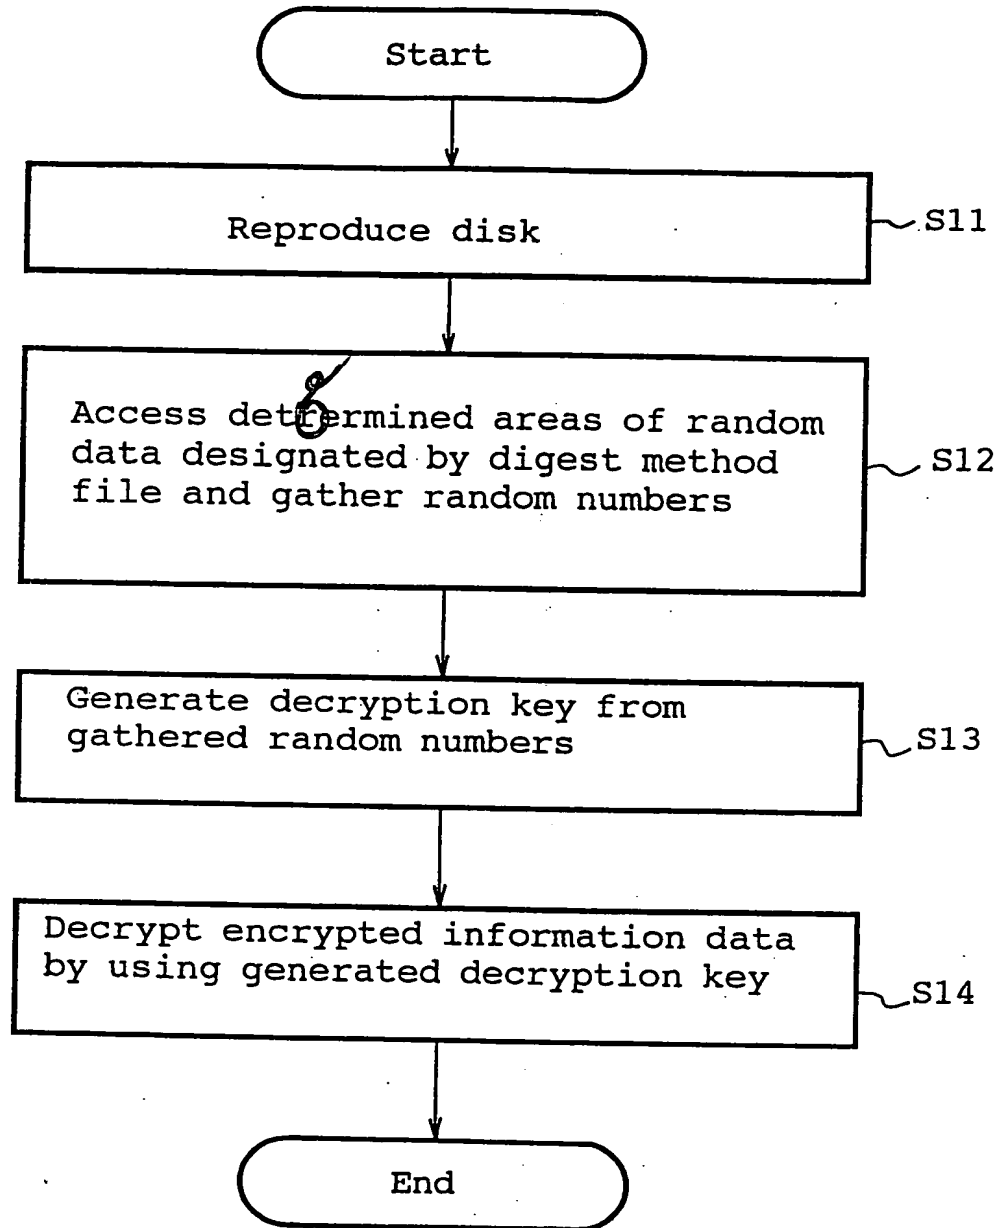 Start
Reproduce disk
S11
Access detrermined areas of random
data designated by digest method
file and gather random numbers
S12
Generate decryption key from
gathered random numbers
S13
Decrypt encrypted information data
by using generated decryption key
S14
End